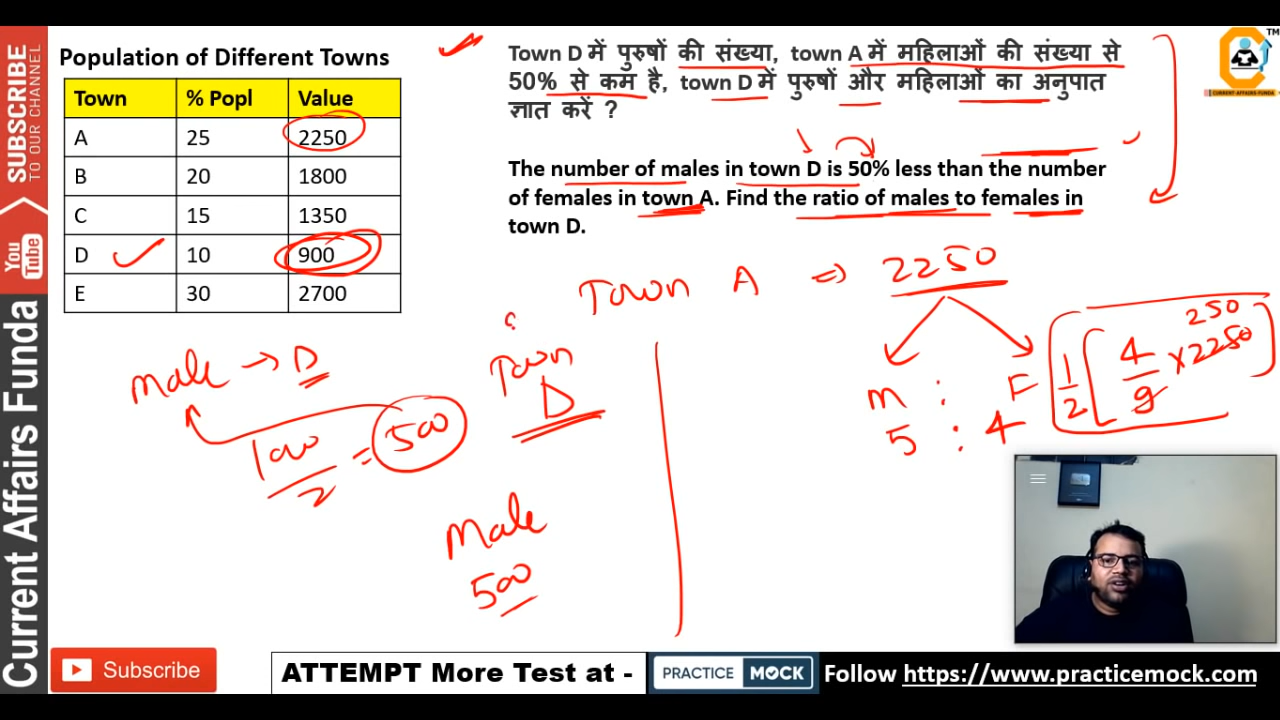 SUBSCRIBE
TO OUR CHANNEL
You
Tube
Current Affairs Funda
Population of Different Towns
Town % Popl Value
A 25 2250
B 20 1800
C 15 1350
D 10 900
E 30 2700
Town D में पुरुषों की संख्या, town A में महिलाओं की संख्या से
50% से कम है, town D में पुरुषों और महिलाओं का अनुपात
ज्ञात करें ?
The number of males in town D is 50% less than the number
of females in town A. Find the ratio of males to females in
town D.
TM
CURRENT-AFFAIRS-FUNDA
Town A ⇒ 2250
M : F
5 : 4
1/2 [ 4/9 × 2250
250
Male → D
1000/2 = 500
Town
D
Male
500
Subscribe
ATTEMPT More Test at -
PRACTICE MOCK
Follow https://www.practicemock.com